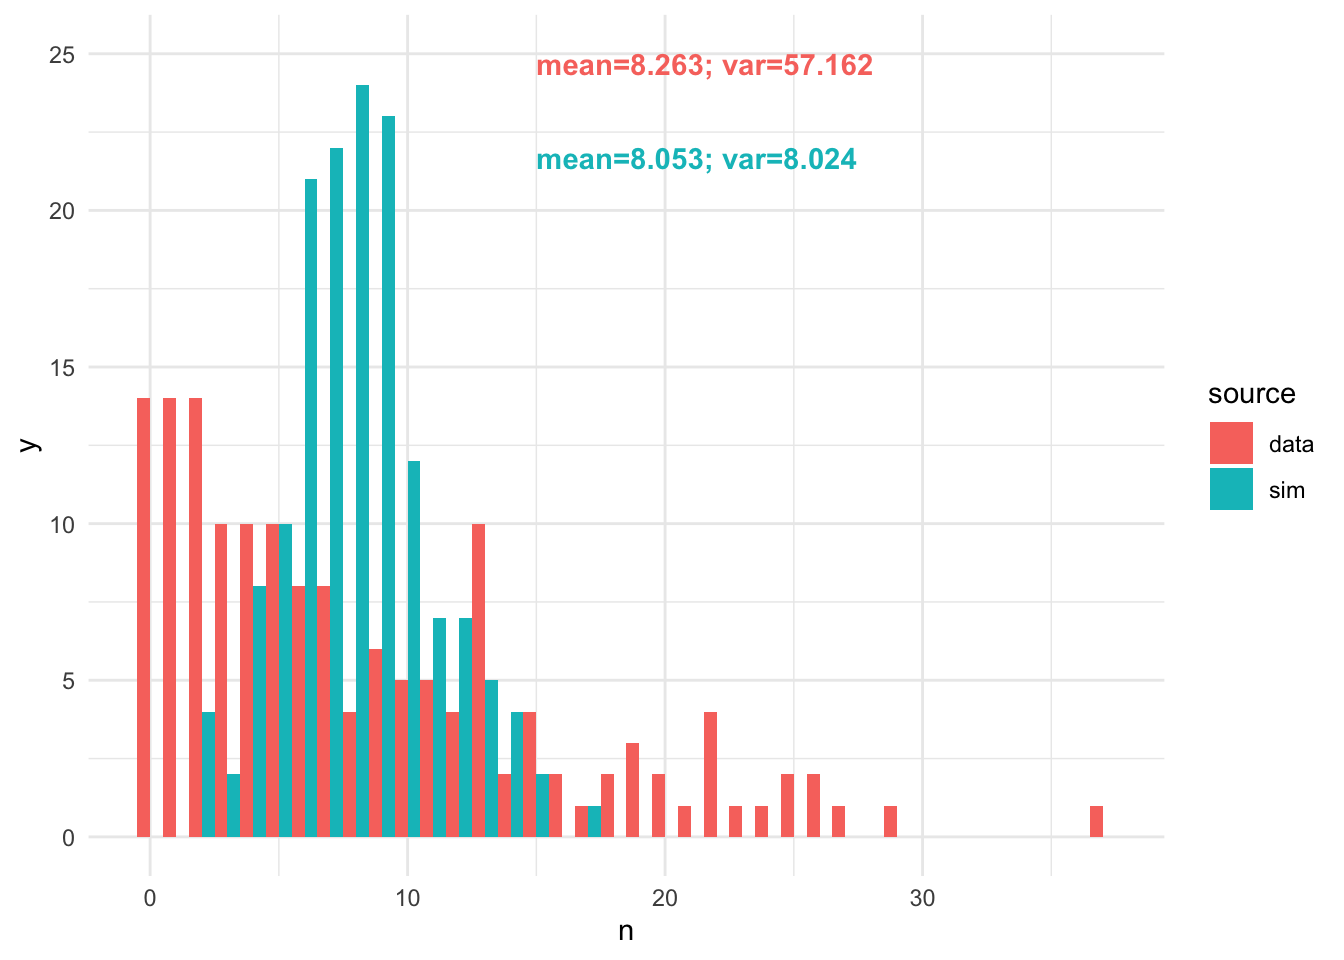 mean=8.263; var=57.162
mean=8.053; var=8.024
25
20
15
10
5
0
y
0 10 20 30
n
source
data
sim